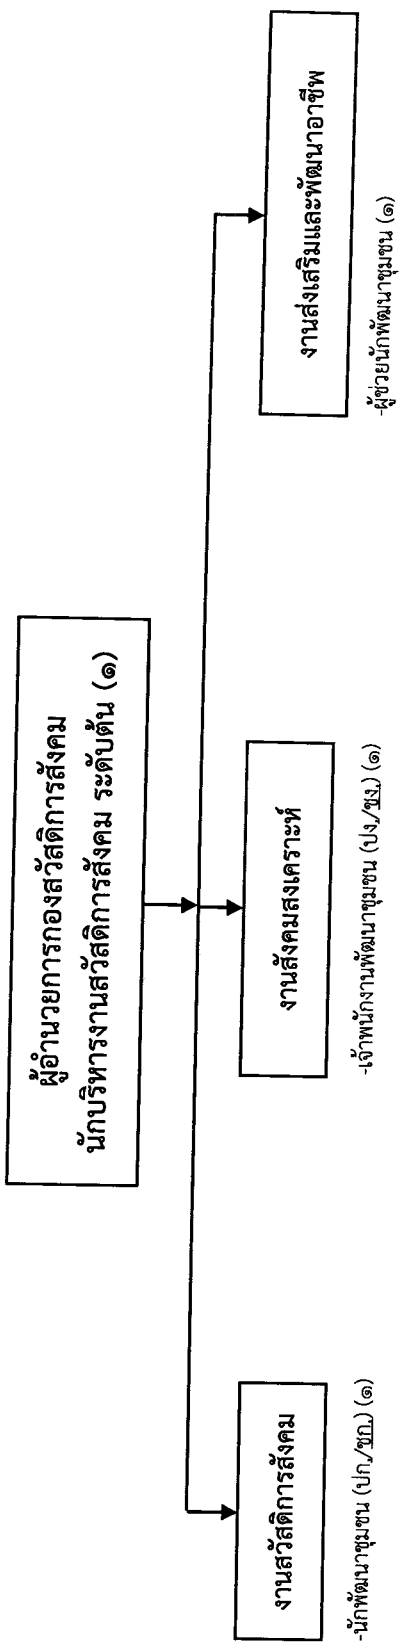 ผู้อำนวยการกองสวัสดิการสังคม
นักบริหารงานสวัสดิการสังคม ระดับต้น (๑)
งานสวัสดิการสังคม
-นักพัฒนาชุมชน (ปก./ชก.) (๑)
งานสังคมสงเคราะห์
-เจ้าพนักงานพัฒนาชุมชน (ปง./ชง.) (๑)
งานส่งเสริมและพัฒนาอาชีพ
-ผู้ช่วยนักพัฒนาชุมชน (๑)